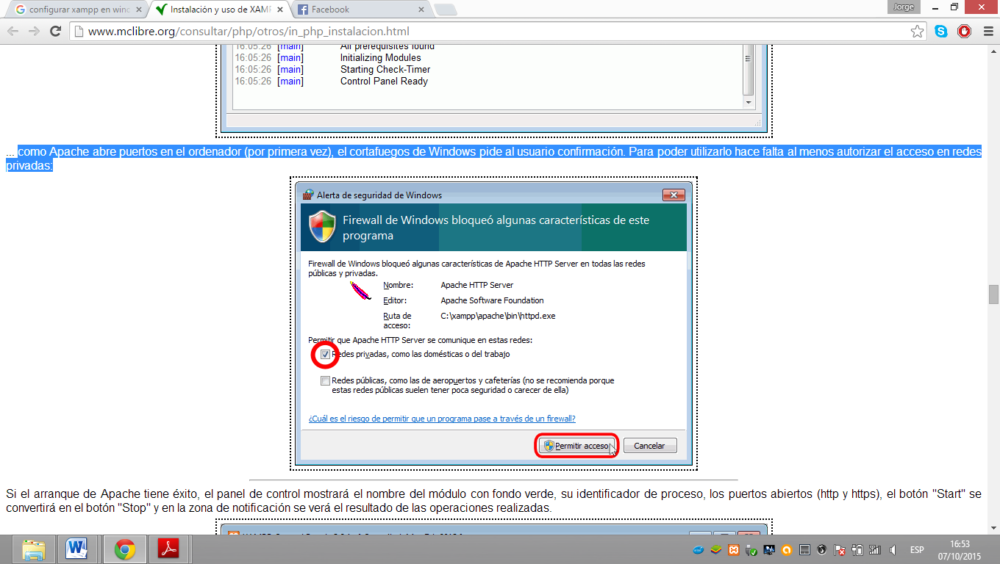 configurar xampp en winc
Instalación y uso de XAMP
Facebook
Jorge
www.mclibre.org/consultar/php/otros/in_php_instalacion.html
16:05:26 [main] All prerequisites found
16:05:26 [main] Initializing Modules
16:05:26 [main] Starting Check-Timer
16:05:26 [main] Control Panel Ready
... como Apache abre puertos en el ordenador (por primera vez), el cortafuegos de Windows pide al usuario confirmación. Para poder utilizarlo hace falta al menos autorizar el acceso en redes
privadas:
Alerta de seguridad de Windows
Firewall de Windows bloqueó algunas características de este
programa
Firewall de Windows bloqueó algunas características de Apache HTTP Server en todas las redes
públicas y privadas.
Nombre: Apache HTTP Server
Editor: Apache Software Foundation
Ruta de C:\xampp\apache\bin\httpd.exe
acceso:
Permitir que Apache HTTP Server se comunique en estas redes:
Redes privadas, como las domésticas o del trabajo
Redes públicas, como las de aeropuertos y cafeterías (no se recomienda porque
estas redes públicas suelen tener poca seguridad o carecer de ella)
¿Cuál es el riesgo de permitir que un programa pase a través de un firewall?
Permitir acceso
Cancelar
Si el arranque de Apache tiene éxito, el panel de control mostrará el nombre del módulo con fondo verde, su identificador de proceso, los puertos abiertos (http y https), el botón "Start" se
convertirá en el botón "Stop" y en la zona de notificación se verá el resultado de las operaciones realizadas.
ESP
16:53
07/10/2015